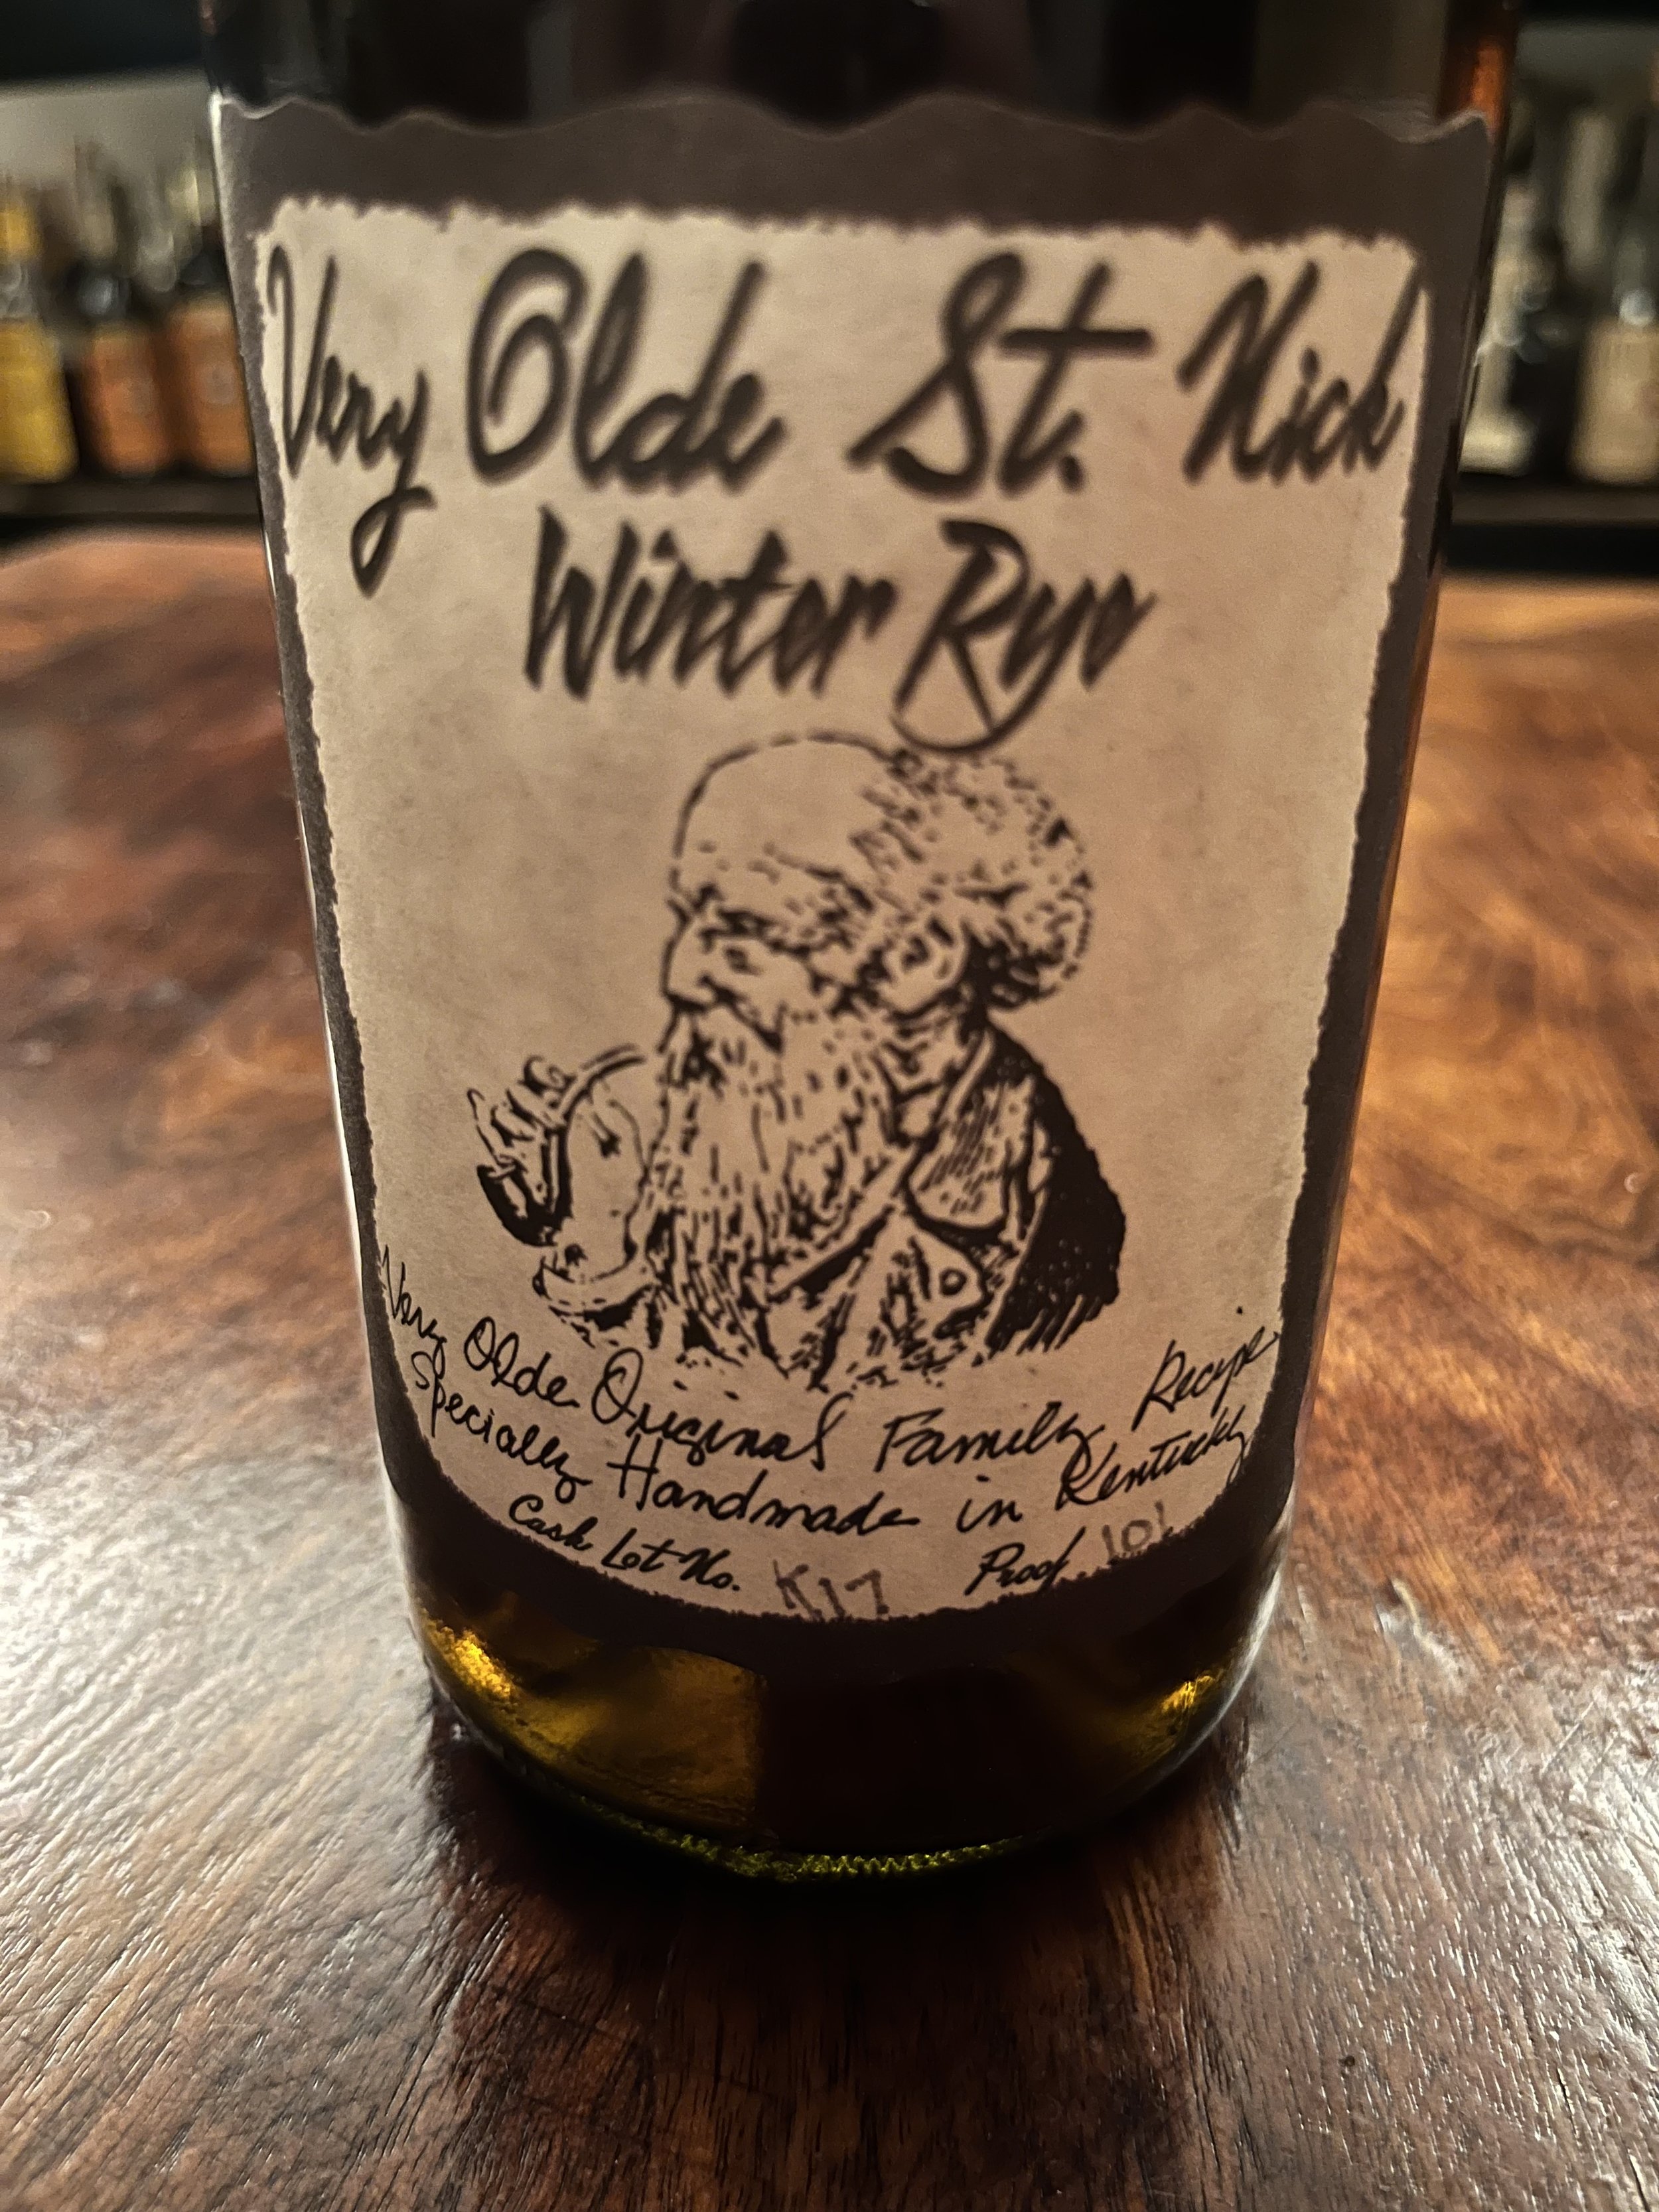 Very Olde St. Nick
Winter Rye
Very Olde Original Family Recipe
Specially Handmade in Kentucky
Cask Lot No. K17 Proof 101